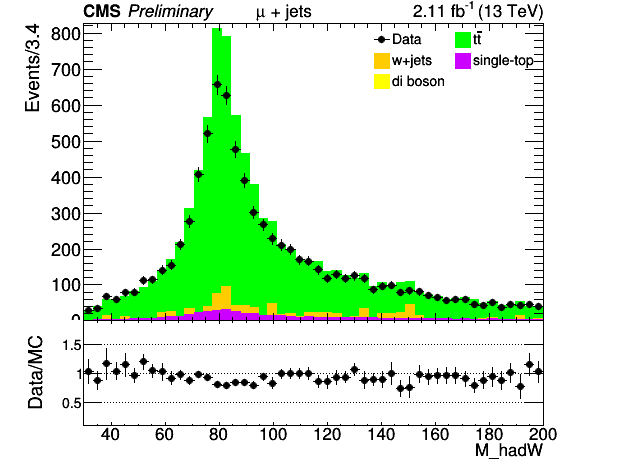 CMS Preliminary μ + jets 2.11 fb⁻¹ (13 TeV)
Events/3.4
800
700
600
500
400
300
200
100
0
Data
tt̄
w+jets
single-top
di boson
Data/MC
1.5
1
0.5
40 60 80 100 120 140 160 180 200
M_hadW